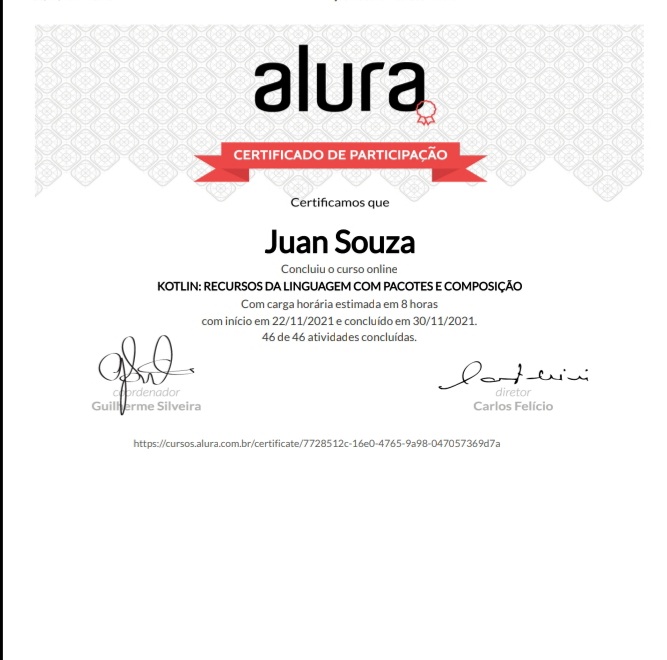 alura
CERTIFICADO DE PARTICIPAÇÃO
Certificamos que
Juan Souza
Concluiu o curso online
KOTLIN: RECURSOS DA LINGUAGEM COM PACOTES E COMPOSIÇÃO
Com carga horária estimada em 8 horas
com início em 22/11/2021 e concluído em 30/11/2021.
46 de 46 atividades concluídas.
coordenador
Guilherme Silveira
diretor
Carlos Felício
https://cursos.alura.com.br/certificate/7728512c-16e0-4765-9a98-047057369d7a